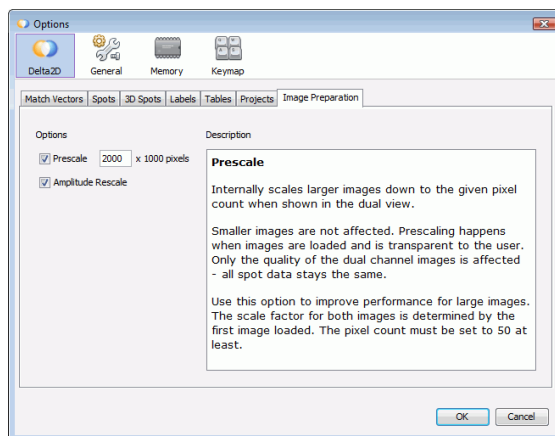 Options
Delta2D General Memory Keymap
Match Vectors Spots 3D Spots Labels Tables Projects Image Preparation
Options Description
Prescale 2000 x 1000 pixels
Amplitude Rescale
Prescale
Internally scales larger images down to the given pixel
count when shown in the dual view.
Smaller images are not affected. Prescaling happens
when images are loaded and is transparent to the user.
Only the quality of the dual channel images is affected
- all spot data stays the same.
Use this option to improve performance for large images.
The scale factor for both images is determined by the
first image loaded. The pixel count must be set to 50 at
least.
OK Cancel